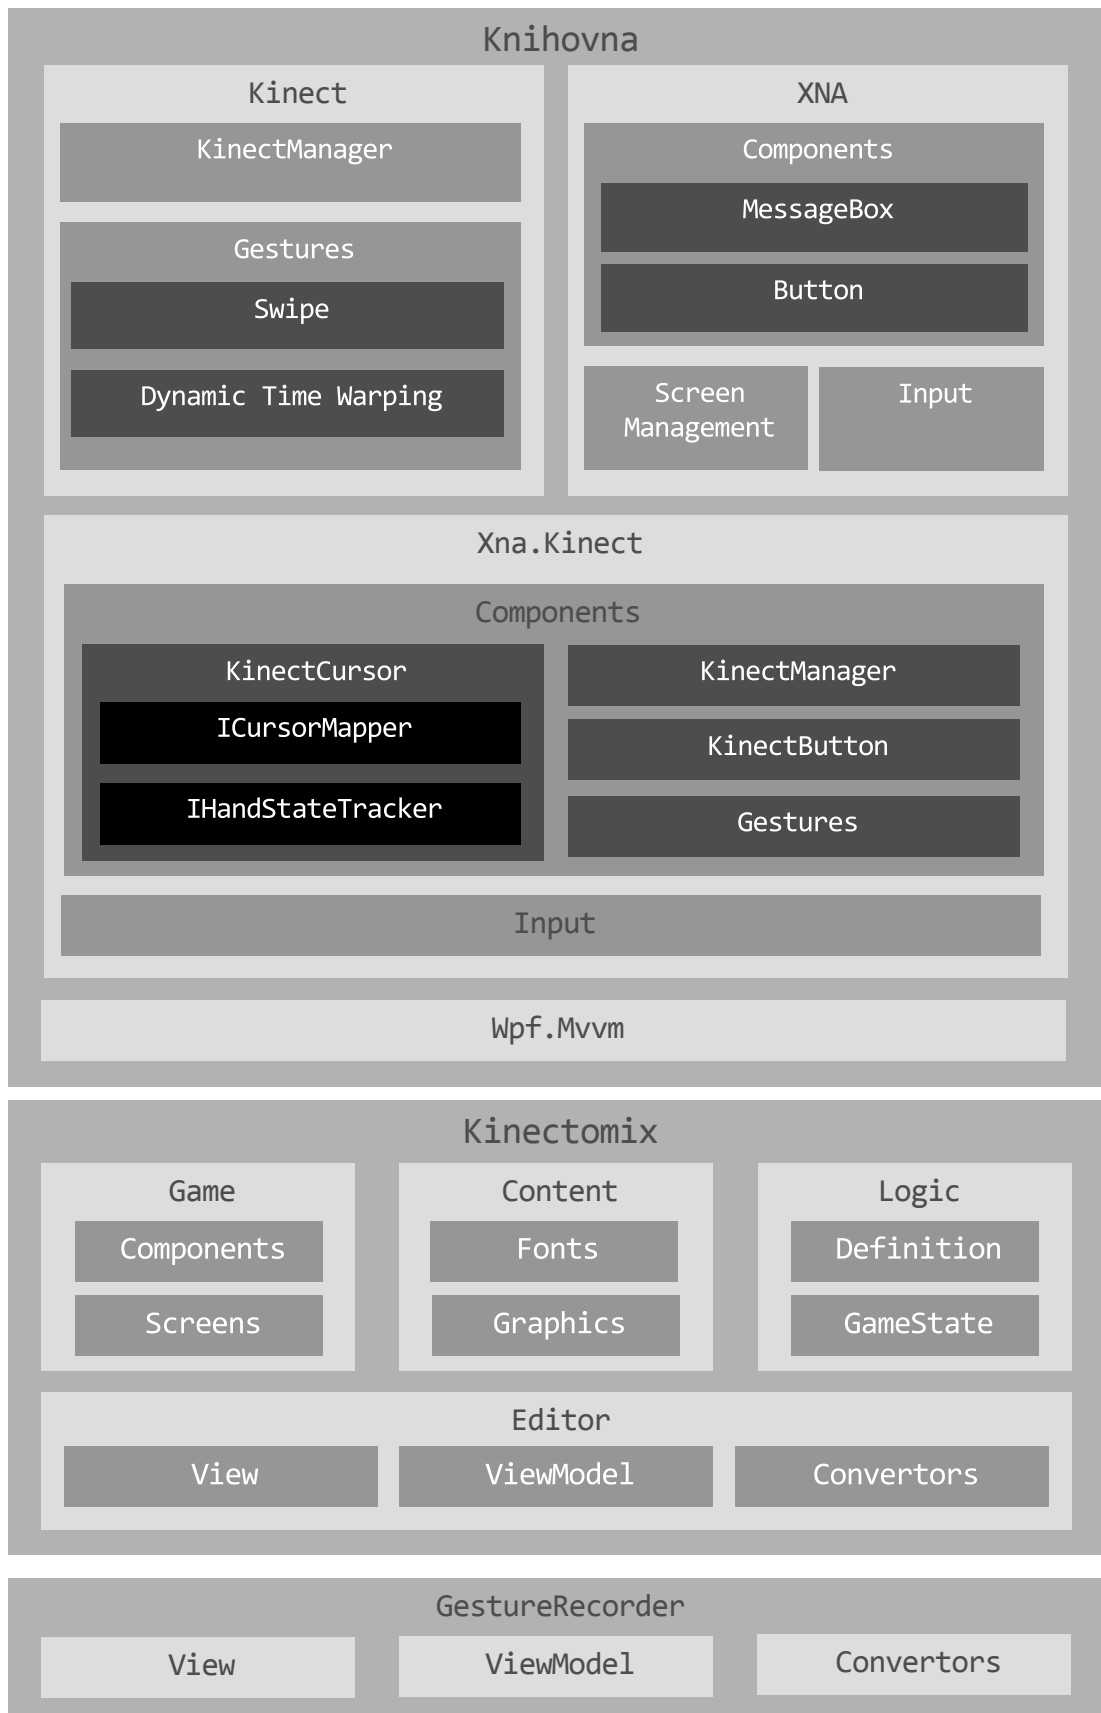 Knihovna
Kinect
KinectManager
Gestures
Swipe
Dynamic Time Warping
XNA
Components
MessageBox
Button
Screen
Management
Input
Xna.Kinect
Components
KinectCursor
ICursorMapper
IHandStateTracker
KinectManager
KinectButton
Gestures
Input
Wpf.Mvvm
Kinectomix
Game
Components
Screens
Content
Fonts
Graphics
Logic
Definition
GameState
Editor
View
ViewModel
Convertors
GestureRecorder
View
ViewModel
Convertors